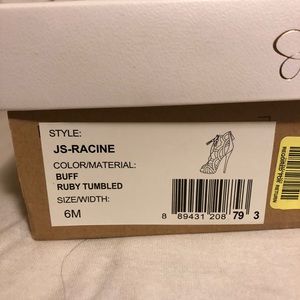 STYLE:
JS-RACINE
COLOR/MATERIAL:
BUFF
RUBY TUMBLED
SIZE/WIDTH:
6M
8 89431 208 79 3